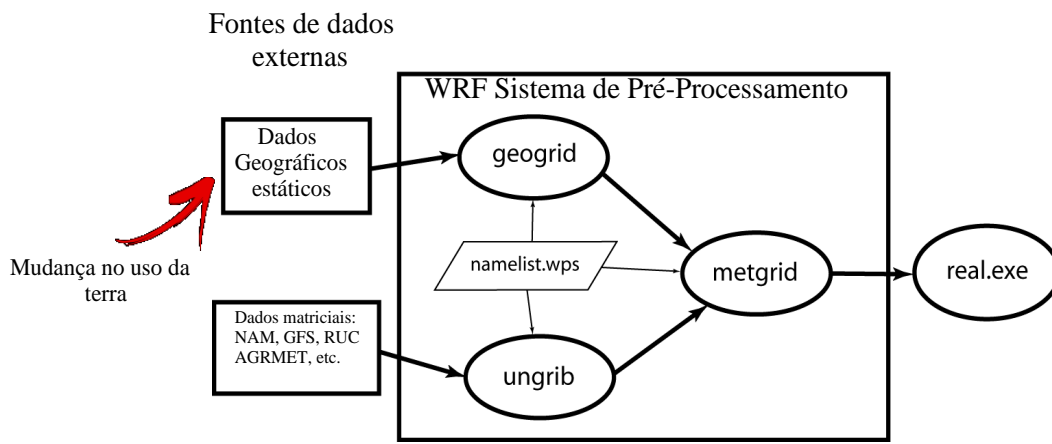 Fontes de dados
externas
WRF Sistema de Pré-Processamento
Dados
Geográficos
estáticos
geogrid
Mudança no uso da
terra
namelist.wps
metgrid
real.exe
Dados matriciais:
NAM, GFS, RUC
AGRMET, etc.
ungrib